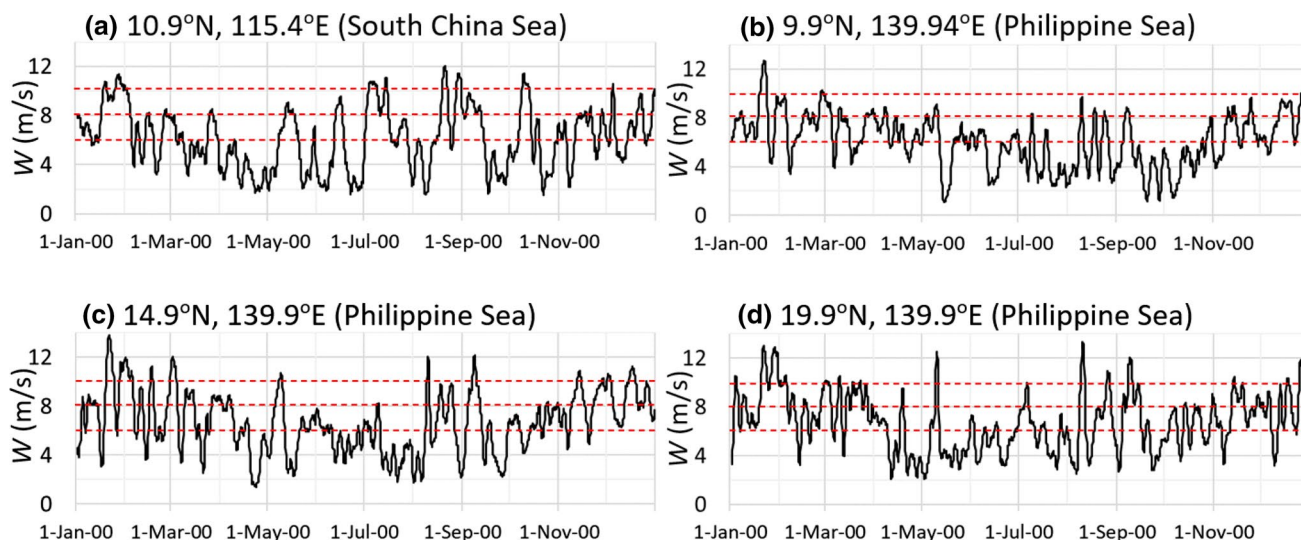 (a) 10.9°N, 115.4°E (South China Sea)
W (m/s)
12
8
4
0
1-Jan-00 1-Mar-00 1-May-00 1-Jul-00 1-Sep-00 1-Nov-00
(b) 9.9°N, 139.94°E (Philippine Sea)
W (m/s)
12
8
4
0
1-Jan-00 1-Mar-00 1-May-00 1-Jul-00 1-Sep-00 1-Nov-00
(c) 14.9°N, 139.9°E (Philippine Sea)
W (m/s)
12
8
4
0
1-Jan-00 1-Mar-00 1-May-00 1-Jul-00 1-Sep-00 1-Nov-00
(d) 19.9°N, 139.9°E (Philippine Sea)
W (m/s)
12
8
4
0
1-Jan-00 1-Mar-00 1-May-00 1-Jul-00 1-Sep-00 1-Nov-00